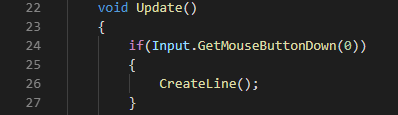 22 void Update()
23 {
24 if(Input.GetMouseButtonDown(0))
25 {
26 CreateLine();
27 }